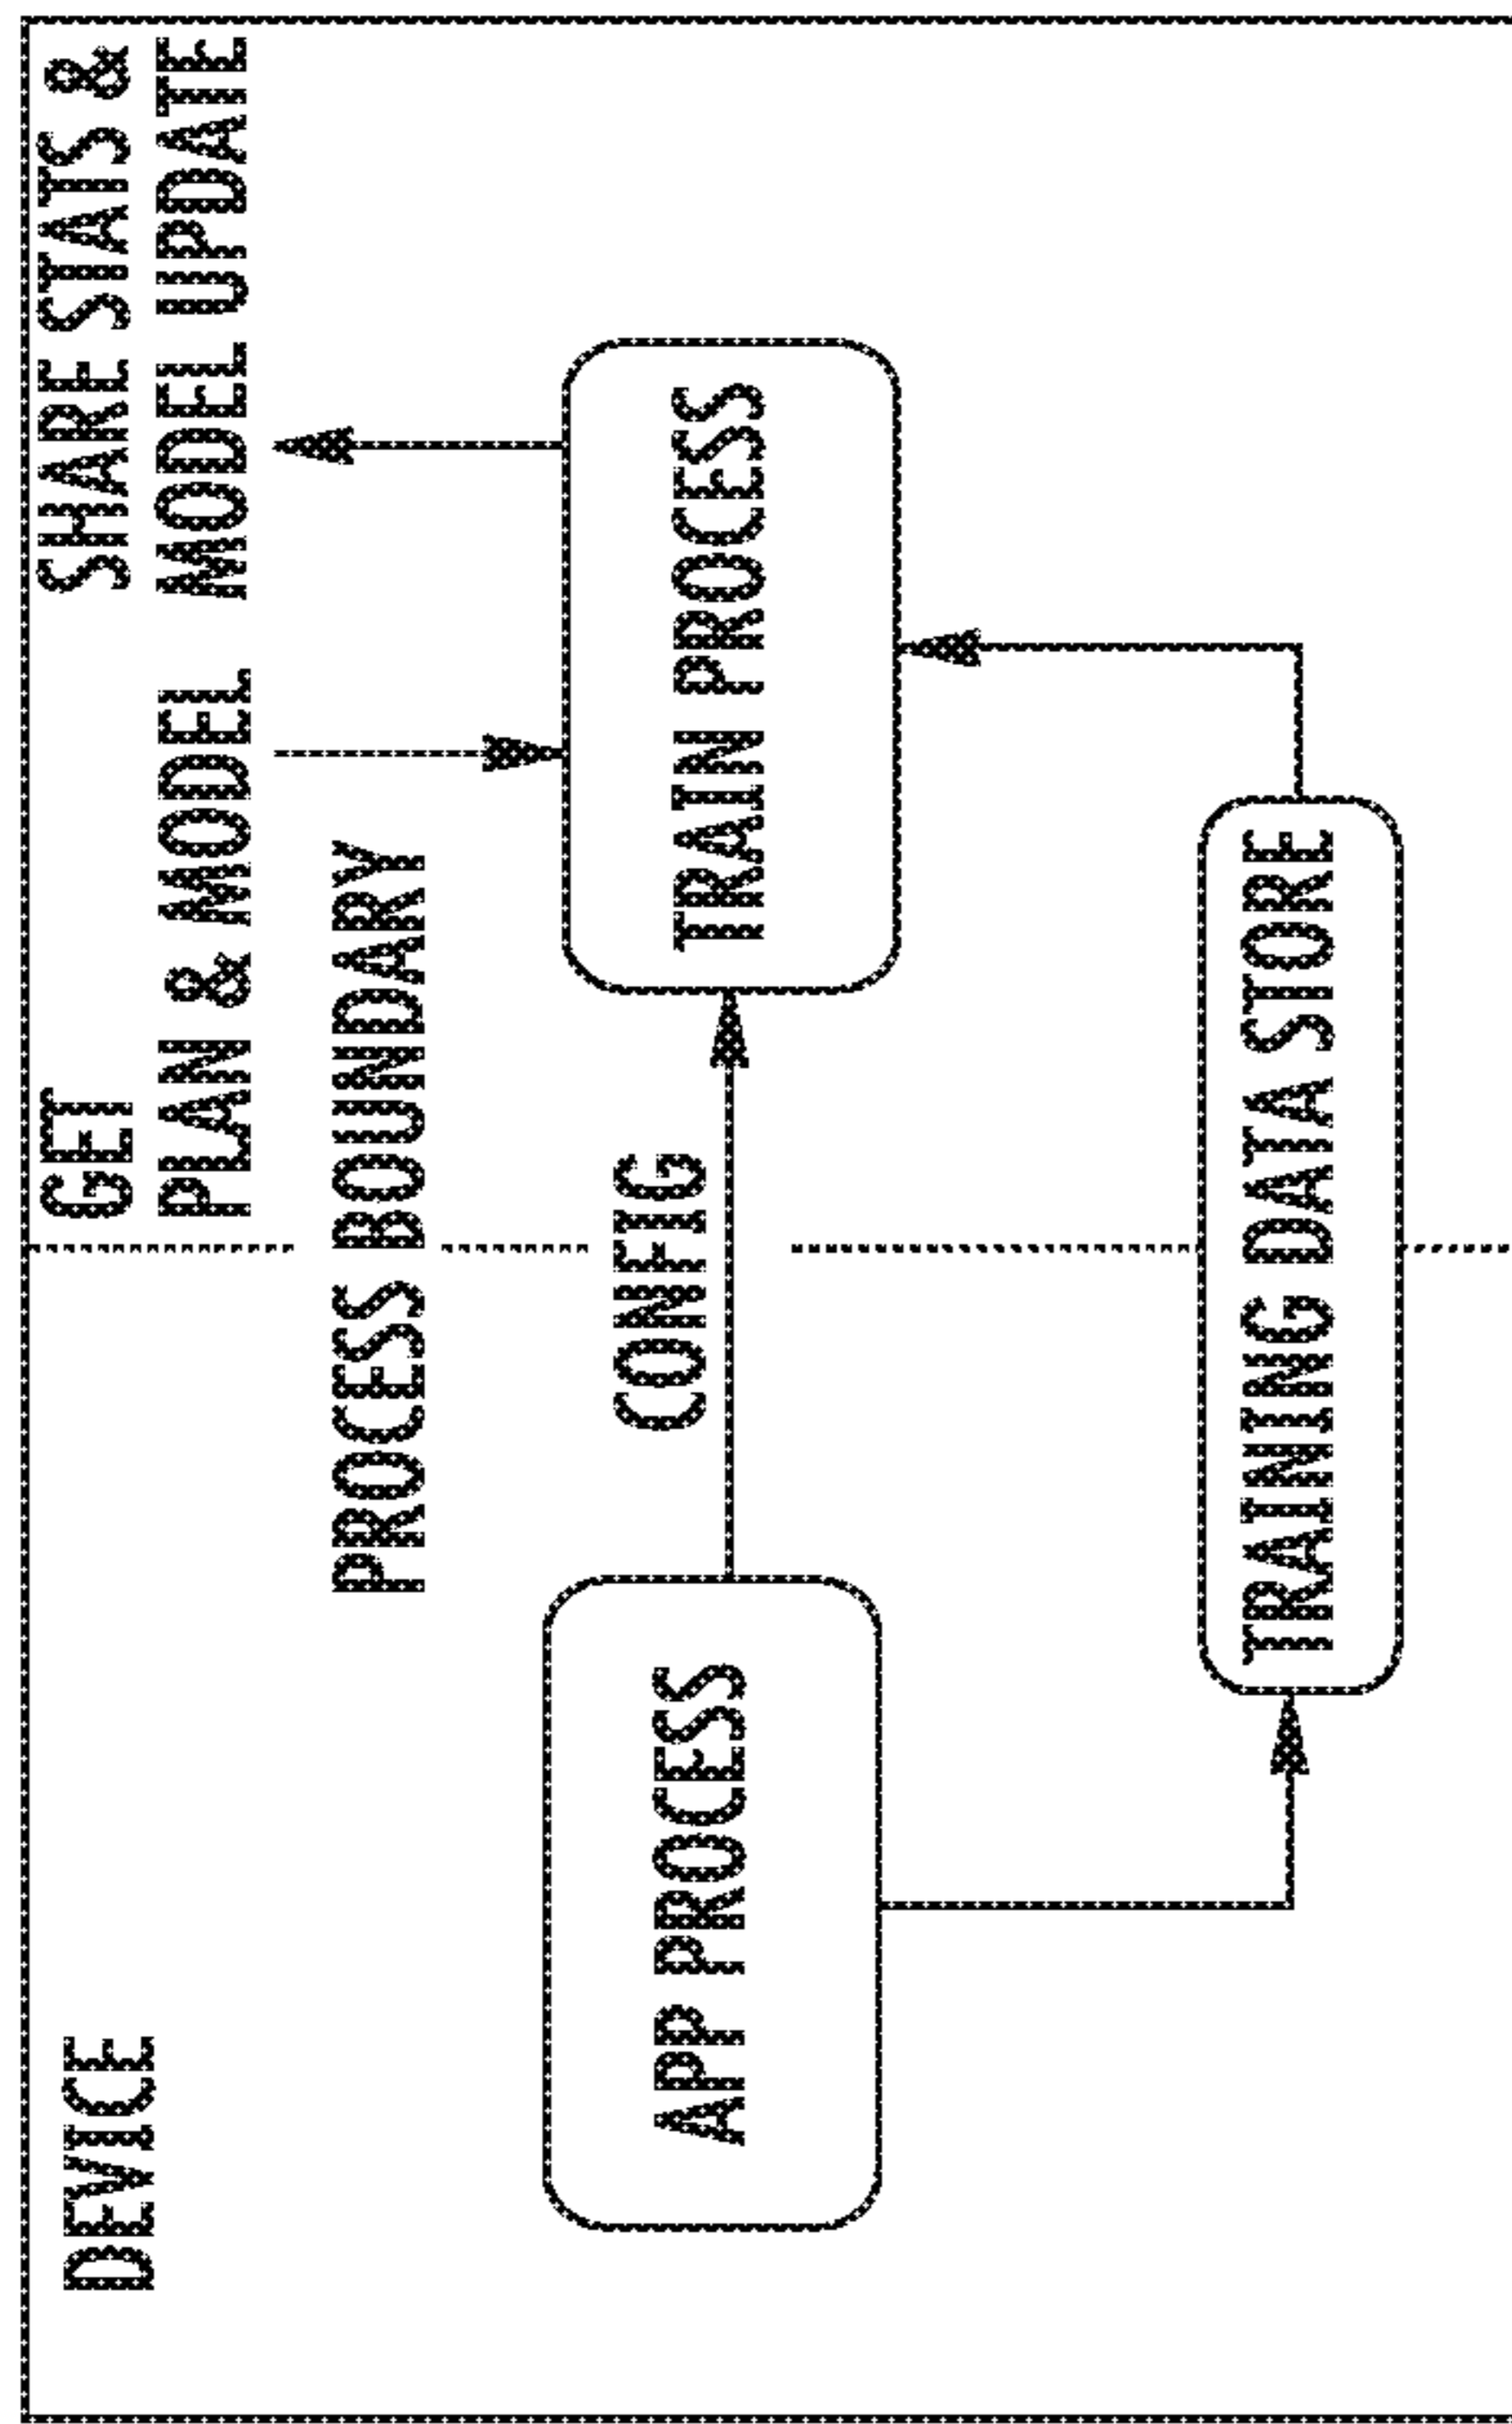 DEVICE
GET
PLAN & MODEL
SHARE STATS &
MODEL UPDATE
PROCESS BOUNDARY
CONFIG
APP PROCESS
TRAIN PROCESS
TRAINING DATA STORE